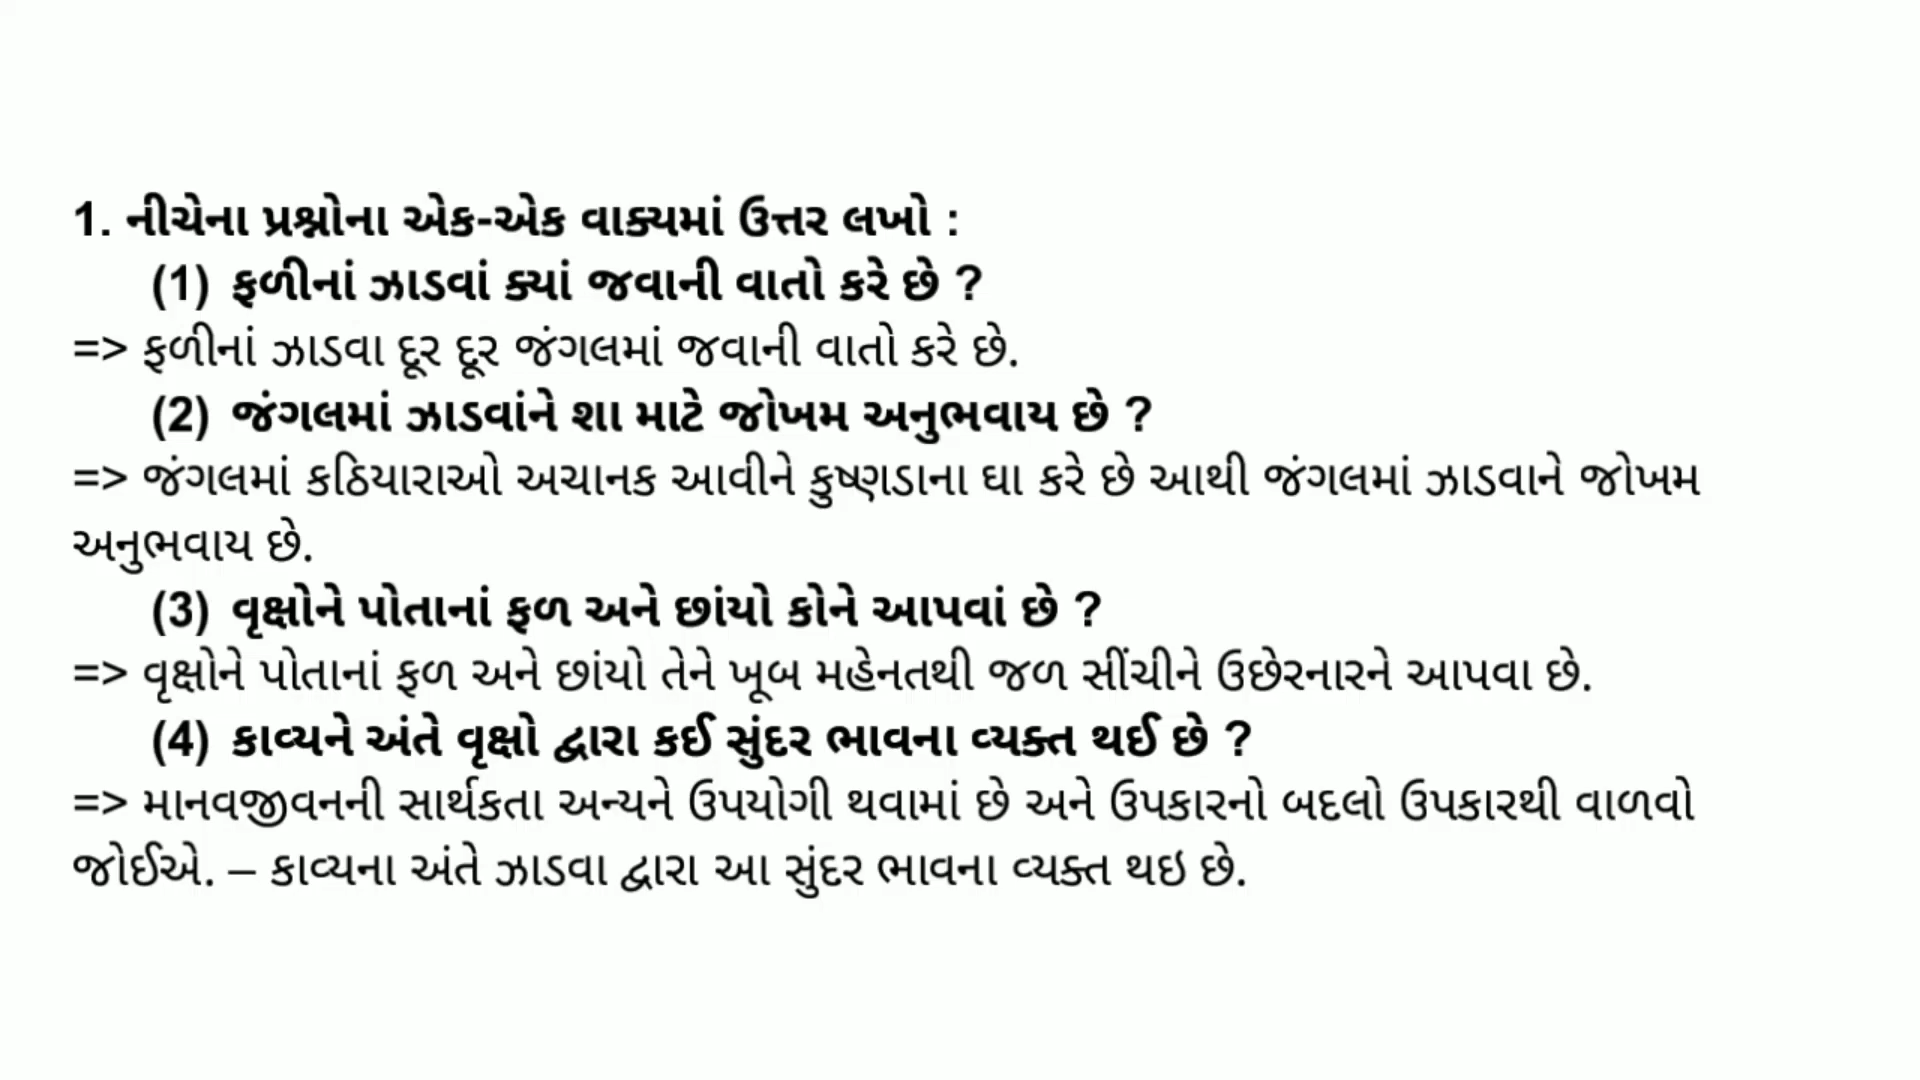 1. નીચેના પ્રશ્નોના એક-એક વાક્યમાં ઉત્તર લખો :
(1) ફળીનાં ઝાડવાં ક્યાં જવાની વાતો કરે છે ?
=> ફળીનાં ઝાડવા દૂર દૂર જંગલમાં જવાની વાતો કરે છે.
(2) જંગલમાં ઝાડવાંને શા માટે જોખમ અનુભવાય છે ?
=> જંગલમાં કઠિયારાઓ અચાનક આવીને કુષ્ણડાના ઘા કરે છે આથી જંગલમાં ઝાડવાને જોખમ
અનુભવાય છે.
(3) વૃક્ષોને પોતાનાં ફળ અને છાંયો કોને આપવાં છે ?
=> વૃક્ષોને પોતાનાં ફળ અને છાંયો તેને ખૂબ મહેનતથી જળ સીંચીને ઉછેરનારને આપવા છે.
(4) કાવ્યને અંતે વૃક્ષો દ્વારા કઈ સુંદર ભાવના વ્યક્ત થઈ છે ?
=> માનવજીવનની સાર્થકતા અન્યને ઉપયોગી થવામાં છે અને ઉપકારનો બદલો ઉપકારથી વાળવો
જોઈએ. – કાવ્યના અંતે ઝાડવા દ્વારા આ સુંદર ભાવના વ્યક્ત થઇ છે.